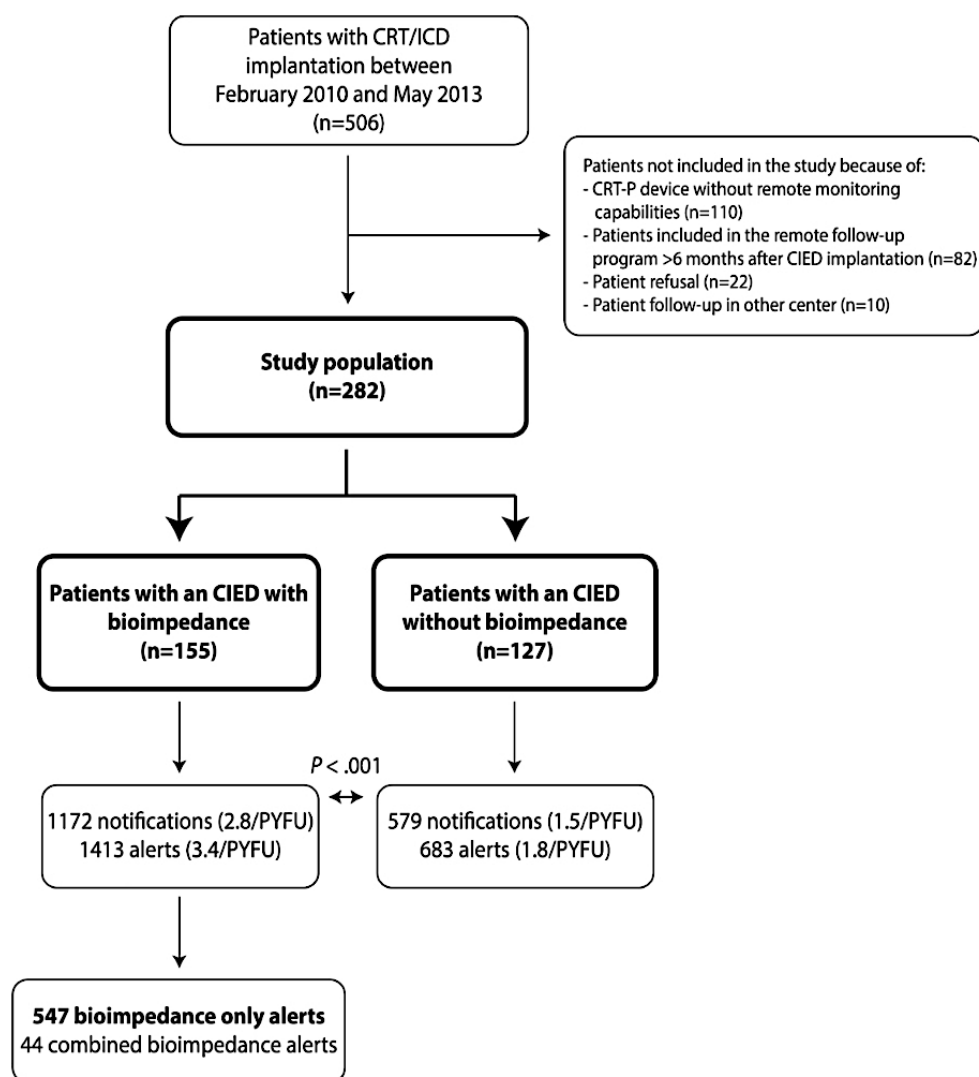 Patients with CRT/ICD
implantation between
February 2010 and May 2013
(n=506)
Patients not included in the study because of:
- CRT-P device without remote monitoring
capabilities (n=110)
- Patients included in the remote follow-up
program >6 months after CIED implantation (n=82)
- Patient refusal (n=22)
- Patient follow-up in other center (n=10)
Study population
(n=282)
Patients with an CIED with
bioimpedance
(n=155)
Patients with an CIED
without bioimpedance
(n=127)
P < .001
1172 notifications (2.8/PYFU)
1413 alerts (3.4/PYFU)
579 notifications (1.5/PYFU)
683 alerts (1.8/PYFU)
547 bioimpedance only alerts
44 combined bioimpedance alerts